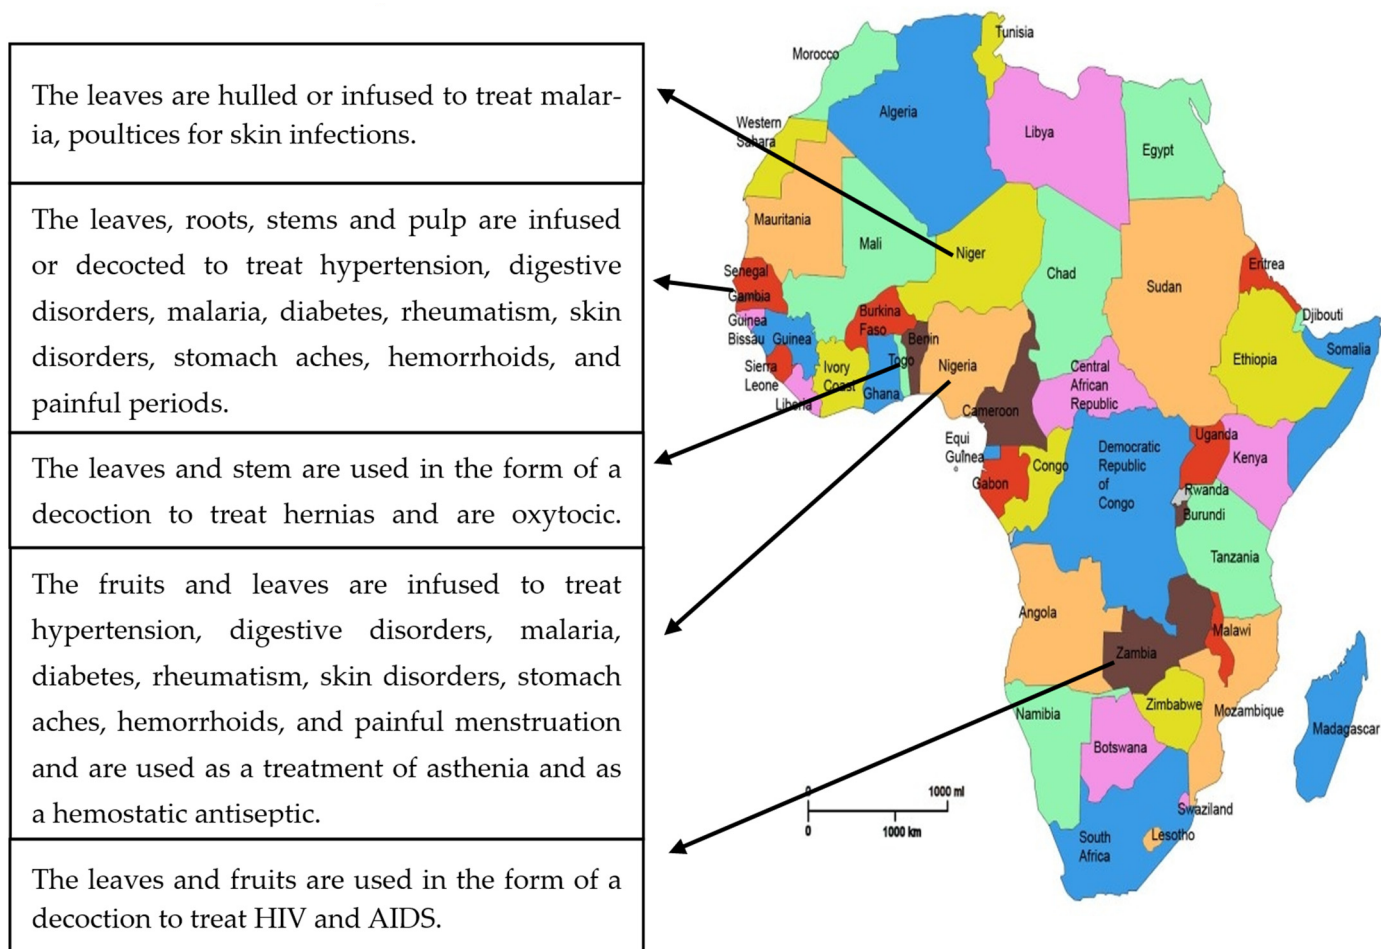 The leaves are hulled or infused to treat malar-
ia, poultices for skin infections.
The leaves, roots, stems and pulp are infused
or decocted to treat hypertension, digestive
disorders, malaria, diabetes, rheumatism, skin
disorders, stomach aches, hemorrhoids, and
painful periods.
The leaves and stem are used in the form of a
decoction to treat hernias and are oxytocic.
The fruits and leaves are infused to treat
hypertension, digestive disorders, malaria,
diabetes, rheumatism, skin disorders, stomach
aches, hemorrhoids, and painful menstruation
and are used as a treatment of asthenia and as
a hemostatic antiseptic.
The leaves and fruits are used in the form of a
decoction to treat HIV and AIDS.
Tunisia
Morocco
Algeria
Libya
Egypt
Western
Sahara
Mauritania
Mali
Niger
Chad
Sudan
Eritrea
Djibouti
Somalia
Ethiopia
Senegal
Gambia
Guinea
Bissau
Guinea
Sierra
Leone
Liberia
Ivory
Coast
Burkina
Faso
Ghana
Togo
Benin
Nigeria
Cameroon
Central
African
Republic
Equi
Guinea
Gabon
Congo
Democratic
Republic
of
Congo
Uganda
Kenya
Rwanda
Burundi
Tanzania
Angola
Zambia
Malawi
Mozambique
Zimbabwe
Namibia
Botswana
Madagascar
Swaziland
Lesotho
South
Africa
0 1000 mi
0 1000 km